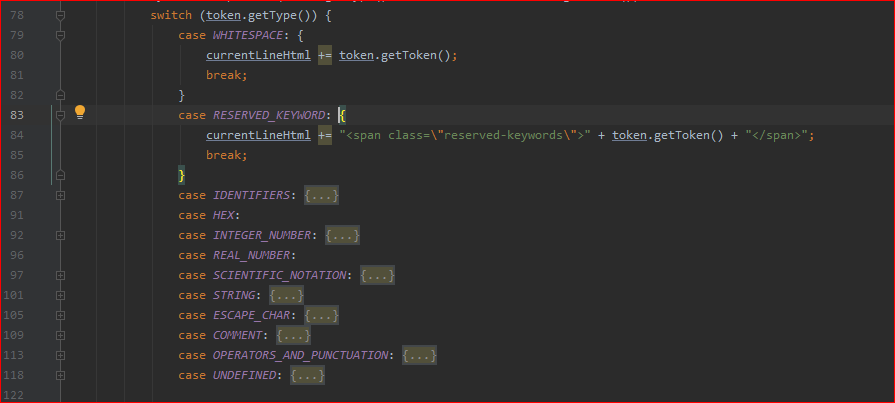 78 switch (token.getType()) {
79 case WHITESPACE: {
80 currentLineHtml += token.getToken();
81 break;
82 }
83 case RESERVED_KEYWORD: {
84 currentLineHtml += "<span class=\"reserved-keywords\">" + token.getToken() + "</span>";
85 break;
86 }
87 case IDENTIFIERS: {...}
91 case HEX:
92 case INTEGER_NUMBER: {...}
96 case REAL_NUMBER:
97 case SCIENTIFIC_NOTATION: {...}
101 case STRING: {...}
105 case ESCAPE_CHAR: {...}
109 case COMMENT: {...}
113 case OPERATORS_AND_PUNCTUATION: {...}
118 case UNDEFINED: {...}
122